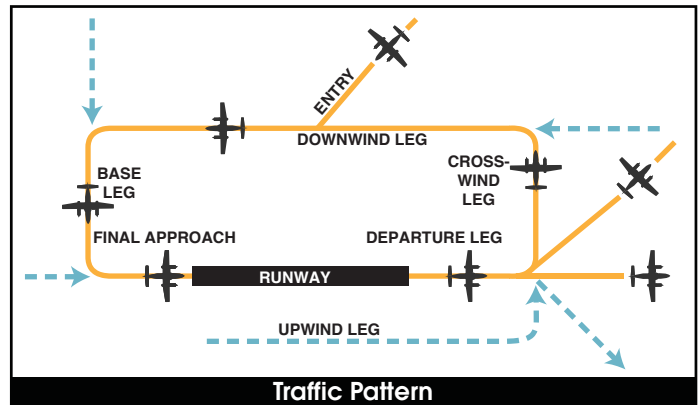 ENTRY
DOWNWIND LEG
BASE
LEG
CROSS-
WIND
LEG
FINAL APPROACH
DEPARTURE LEG
RUNWAY
UPWIND LEG
Traffic Pattern